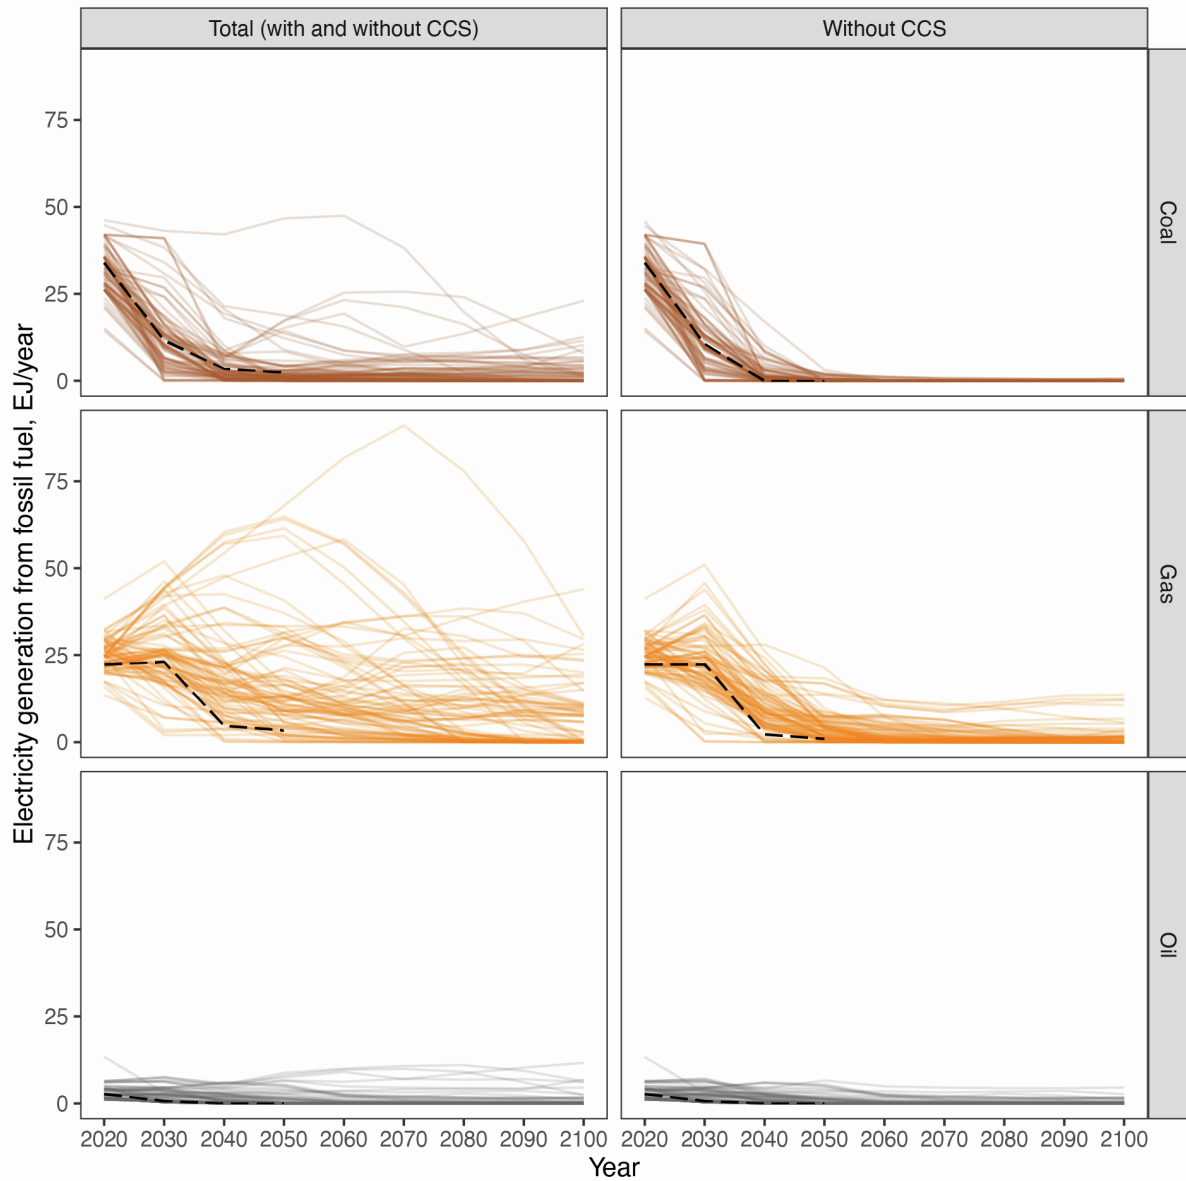 Total (with and without CCS)
Without CCS
Electricity generation from fossil fuel, EJ/year
75
50
25
0
Coal
75
50
25
0
Gas
75
50
25
0
Oil
2020 2030 2040 2050 2060 2070 2080 2090 2100
2020 2030 2040 2050 2060 2070 2080 2090 2100
Year